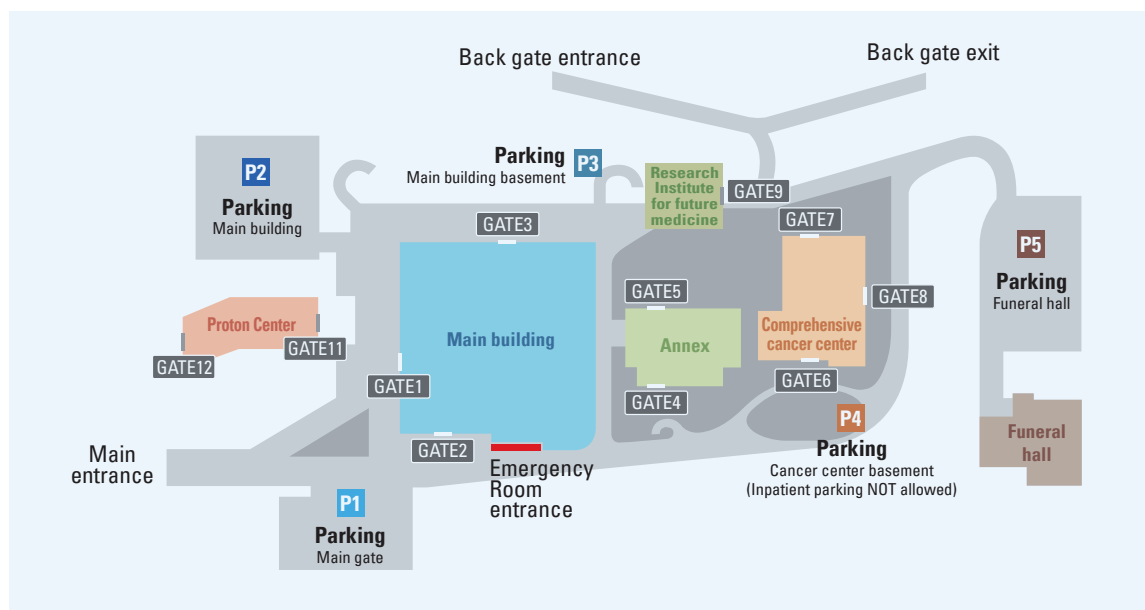 Back gate entrance
Back gate exit
P2
Parking
Main building
Parking
Main building basement
P3
Research
Institute
for future
medicine
GATE9
GATE3
GATE7
P5
Parking
Funeral hall
GATE5
GATE8
Proton Center
GATE11
GATE12
Main building
Annex
Comprehensive
cancer center
GATE1
GATE4
GATE6
GATE2
P4
Parking
Cancer center basement
(Inpatient parking NOT allowed)
Funeral
hall
Main
entrance
Emergency
Room
entrance
P1
Parking
Main gate